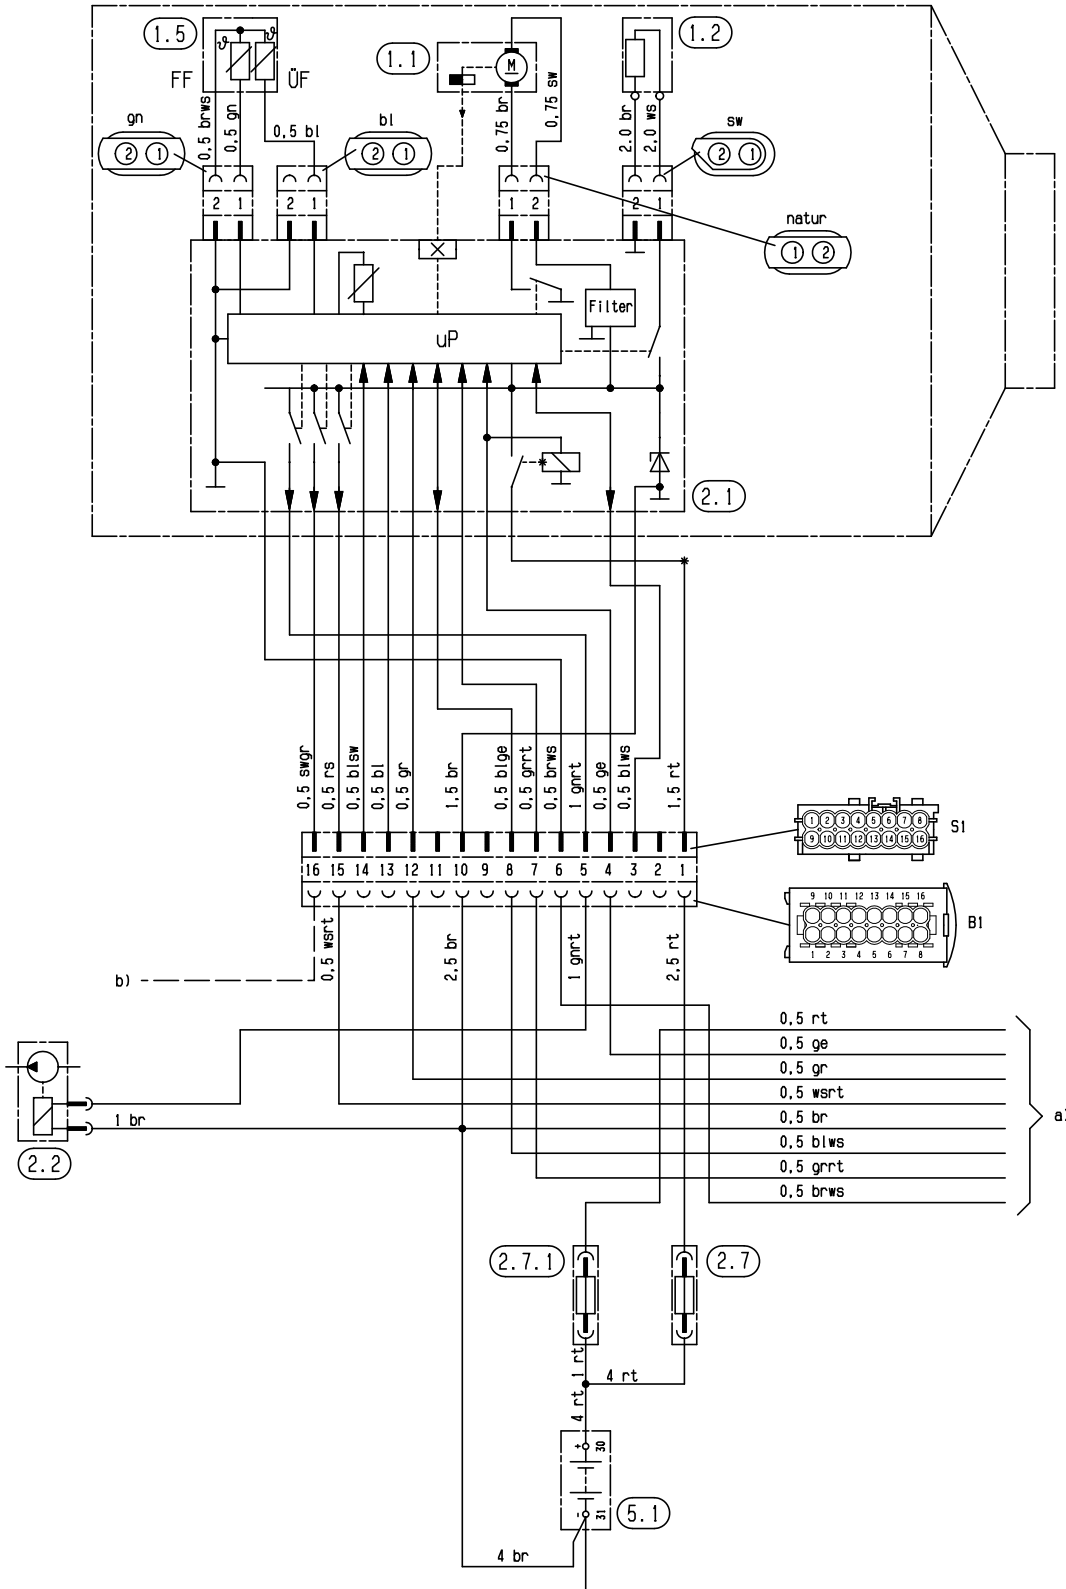 1.5
FF
ÜF
1.1
M
1.2
ϑ
ϑ
0,5 brws
0,5 gn
0,5 bl
0,75 br
0,75 sw
2.0 br
2.0 ws
gn
2 1
bl
2 1
sw
2 1
natur
1 2
2 1
2 1
1 2
2 1
Filter
uP
2.1
0,5 swgr
0,5 rs
0,5 blsw
0,5 bl
0,5 gr
1,5 br
0,5 blge
0,5 grrt
0,5 brws
1 gnrt
0,5 ge
0,5 blws
1,5 rt
16 15 14 13 12 11 10 9 8 7 6 5 4 3 2 1
1 2 3 4 5 6 7 8
9 10 11 12 13 14 15 16
S1
9 10 11 12 13 14 15 16
1 2 3 4 5 6 7 8
B1
0,5 wsrt
2,5 br
1 gnrt
2,5 rt
b)
0,5 rt
0,5 ge
0,5 gr
0,5 wsrt
0,5 br
0,5 blws
0,5 grrt
0,5 brws
1 br
2.2
2.7.1
2.7
1 rt
4 rt
4 rt
+ 30
- 31
5.1
4 br